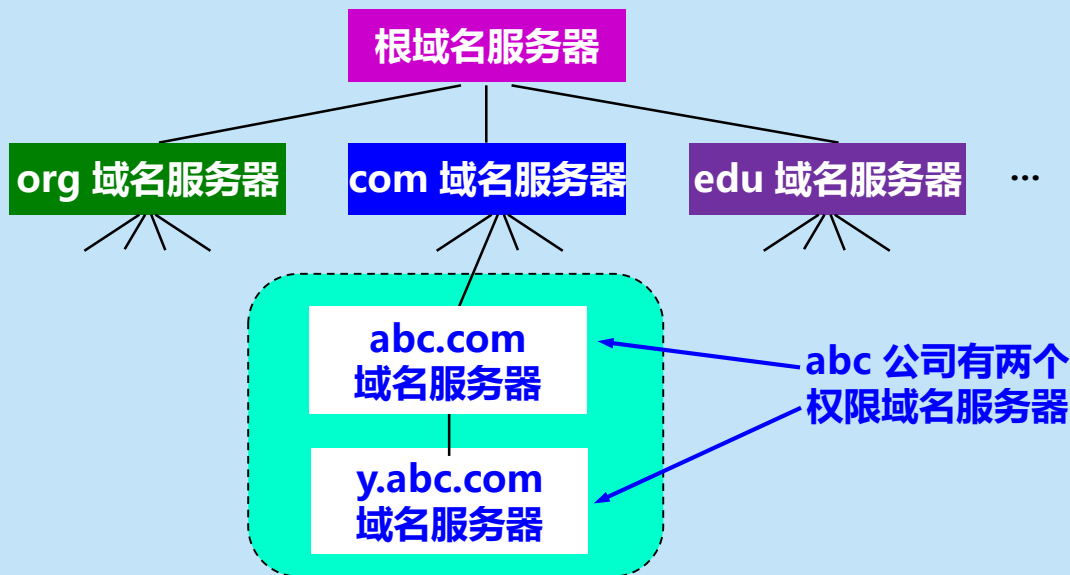 根域名服务器
org 域名服务器
com 域名服务器
edu 域名服务器
...
abc.com
域名服务器
abc 公司有两个
权限域名服务器
y.abc.com
域名服务器